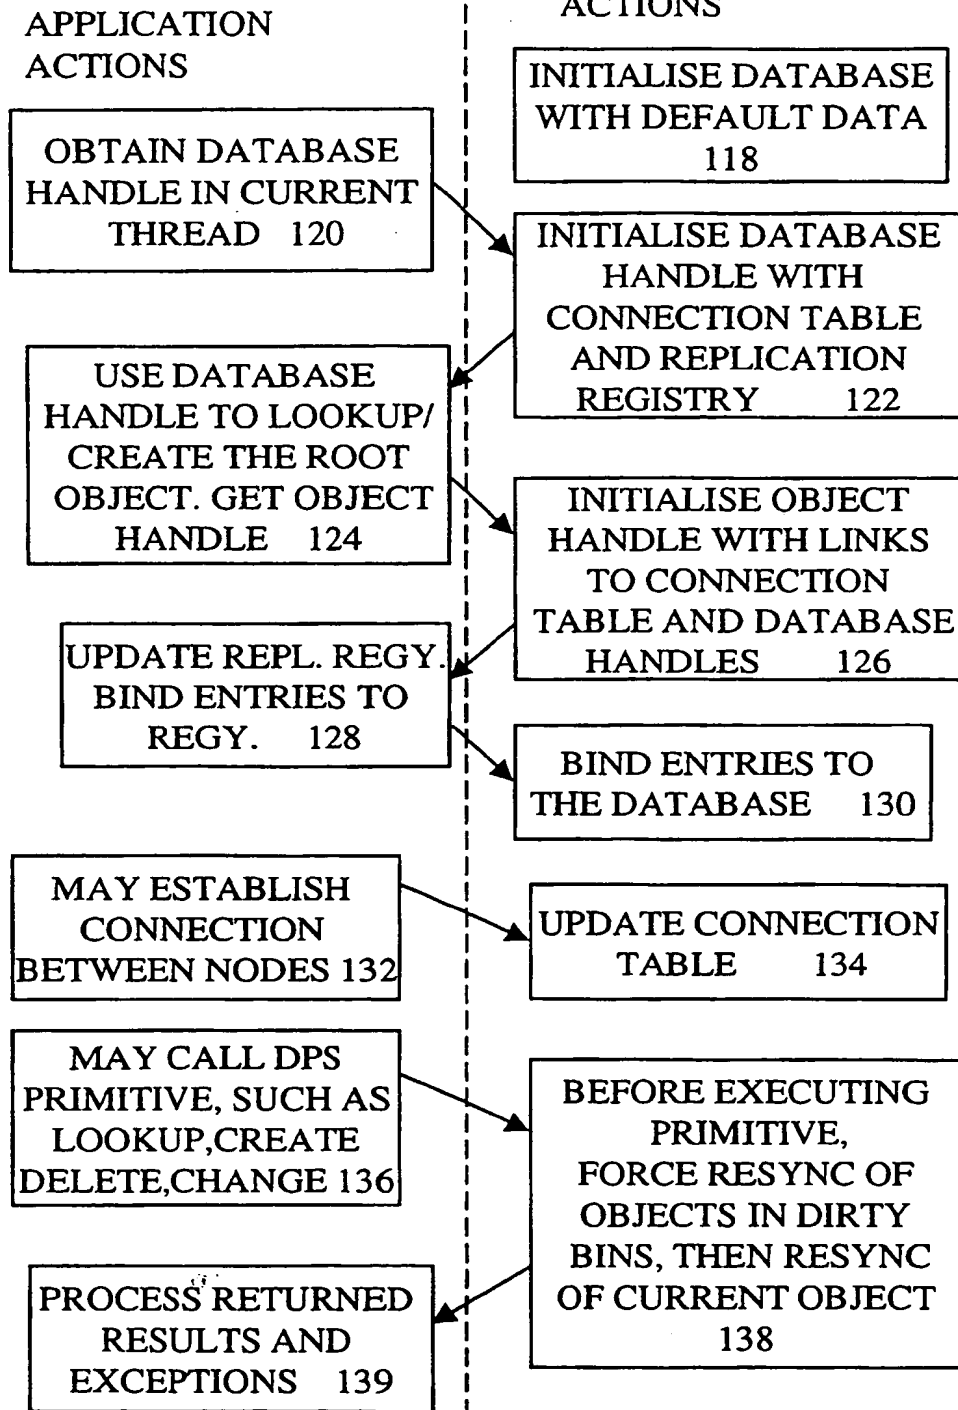 APPLICATION
ACTIONS
ACTIONS
INITIALISE DATABASE
WITH DEFAULT DATA
118
OBTAIN DATABASE
HANDLE IN CURRENT
THREAD 120
INITIALISE DATABASE
HANDLE WITH
CONNECTION TABLE
AND REPLICATION
REGISTRY 122
USE DATABASE
HANDLE TO LOOKUP/
CREATE THE ROOT
OBJECT. GET OBJECT
HANDLE 124
INITIALISE OBJECT
HANDLE WITH LINKS
TO CONNECTION
TABLE AND DATABASE
HANDLES 126
UPDATE REPL. REGY.
BIND ENTRIES TO
REGY. 128
BIND ENTRIES TO
THE DATABASE 130
MAY ESTABLISH
CONNECTION
BETWEEN NODES 132
UPDATE CONNECTION
TABLE 134
MAY CALL DPS
PRIMITIVE, SUCH AS
LOOKUP,CREATE
DELETE,CHANGE 136
BEFORE EXECUTING
PRIMITIVE,
FORCE RESYNC OF
OBJECTS IN DIRTY
BINS, THEN RESYNC
OF CURRENT OBJECT
138
PROCESS RETURNED
RESULTS AND
EXCEPTIONS 139